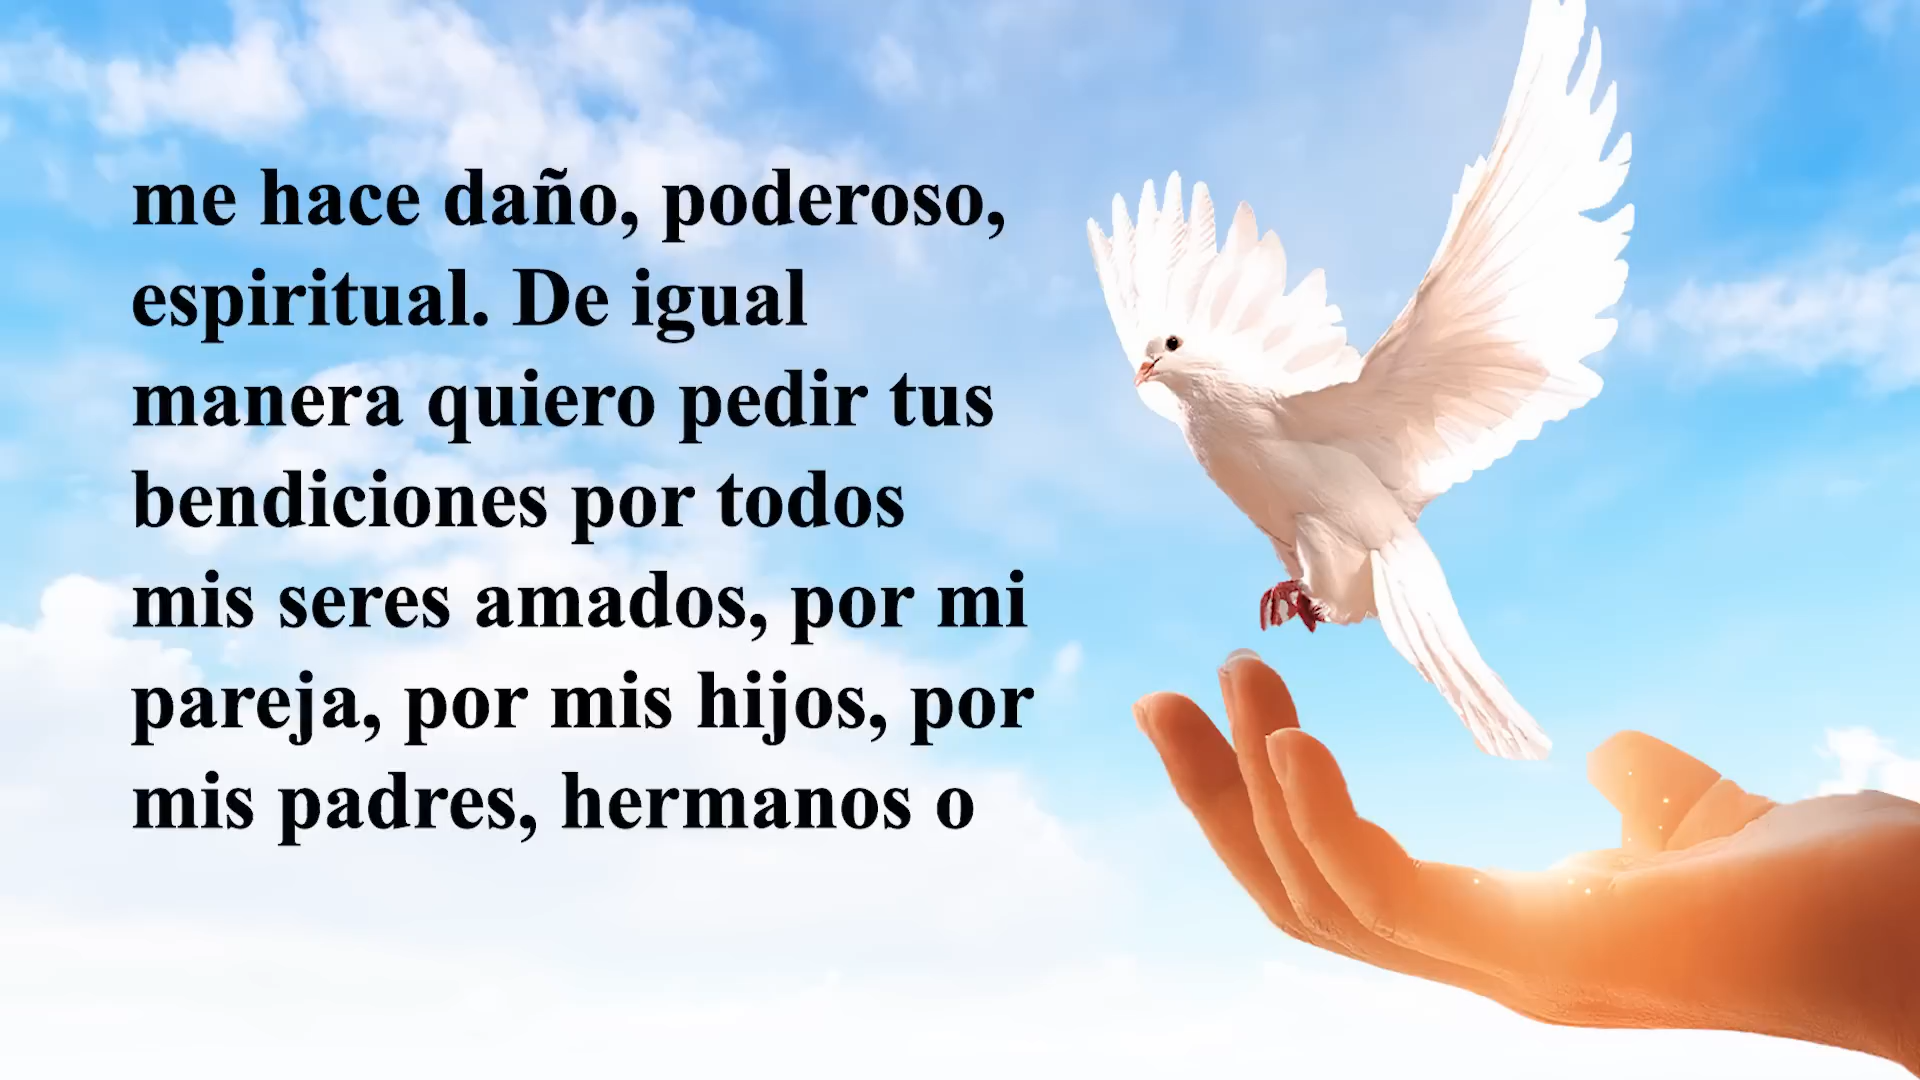 me hace daño, poderoso,
espiritual. De igual
manera quiero pedir tus
bendiciones por todos
mis seres amados, por mi
pareja, por mis hijos, por
mis padres, hermanos o